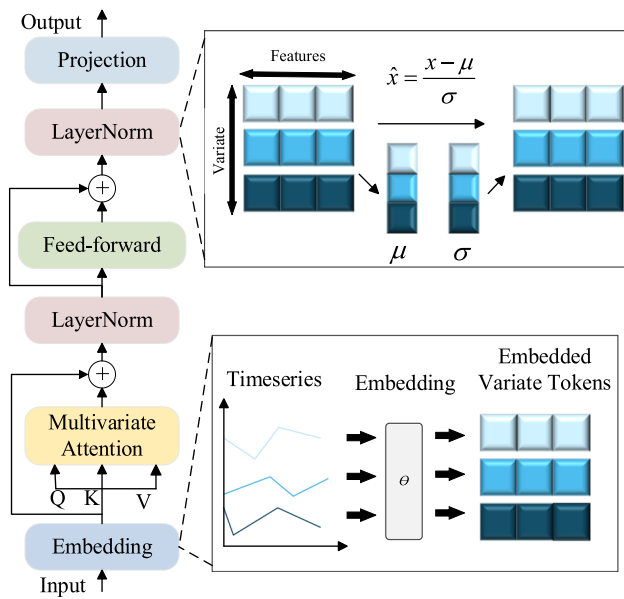 Output
Projection
LayerNorm
+
Feed-forward
LayerNorm
+
Multivariate
Attention
Q K V
Embedding
Input
Features
Variate
x̂ = (x − μ) / σ
μ σ
Timeseries
Embedding
Embedded
Variate Tokens
Θ